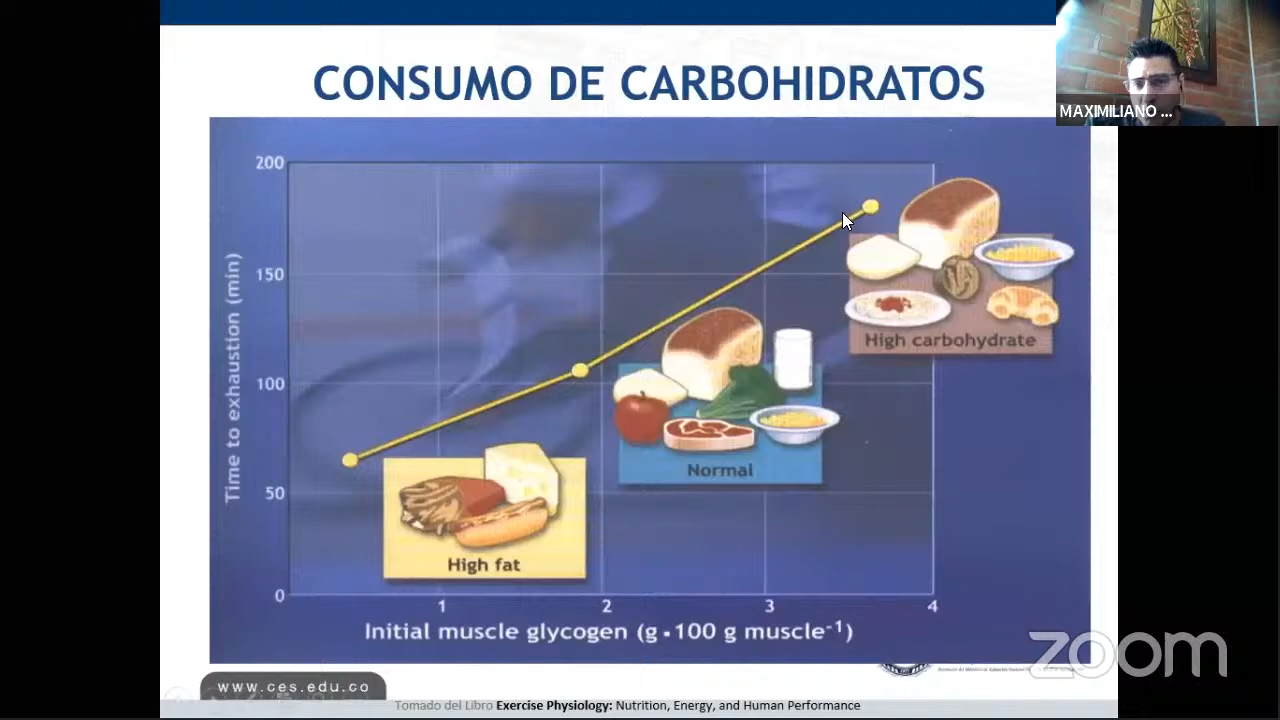 CONSUMO DE CARBOHIDRATOS
MAXIMILIANO ...
200
150
100
50
0
Time to exhaustion (min)
High carbohydrate
Normal
High fat
1
2
3
4
Initial muscle glycogen (g•100 g muscle⁻¹)
zoom
www.ces.edu.co
Tomado del Libro Exercise Physiology: Nutrition, Energy, and Human Performance